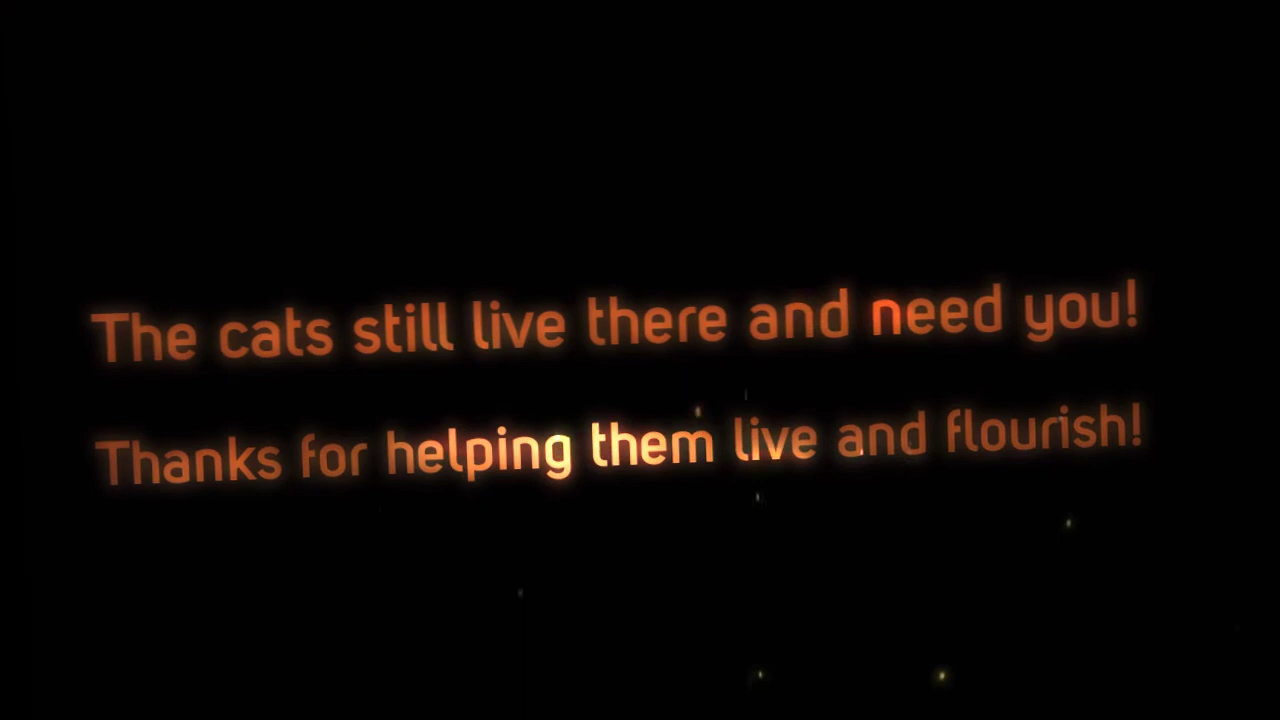 The cats still live there and need you!
Thanks for helping them live and flourish!